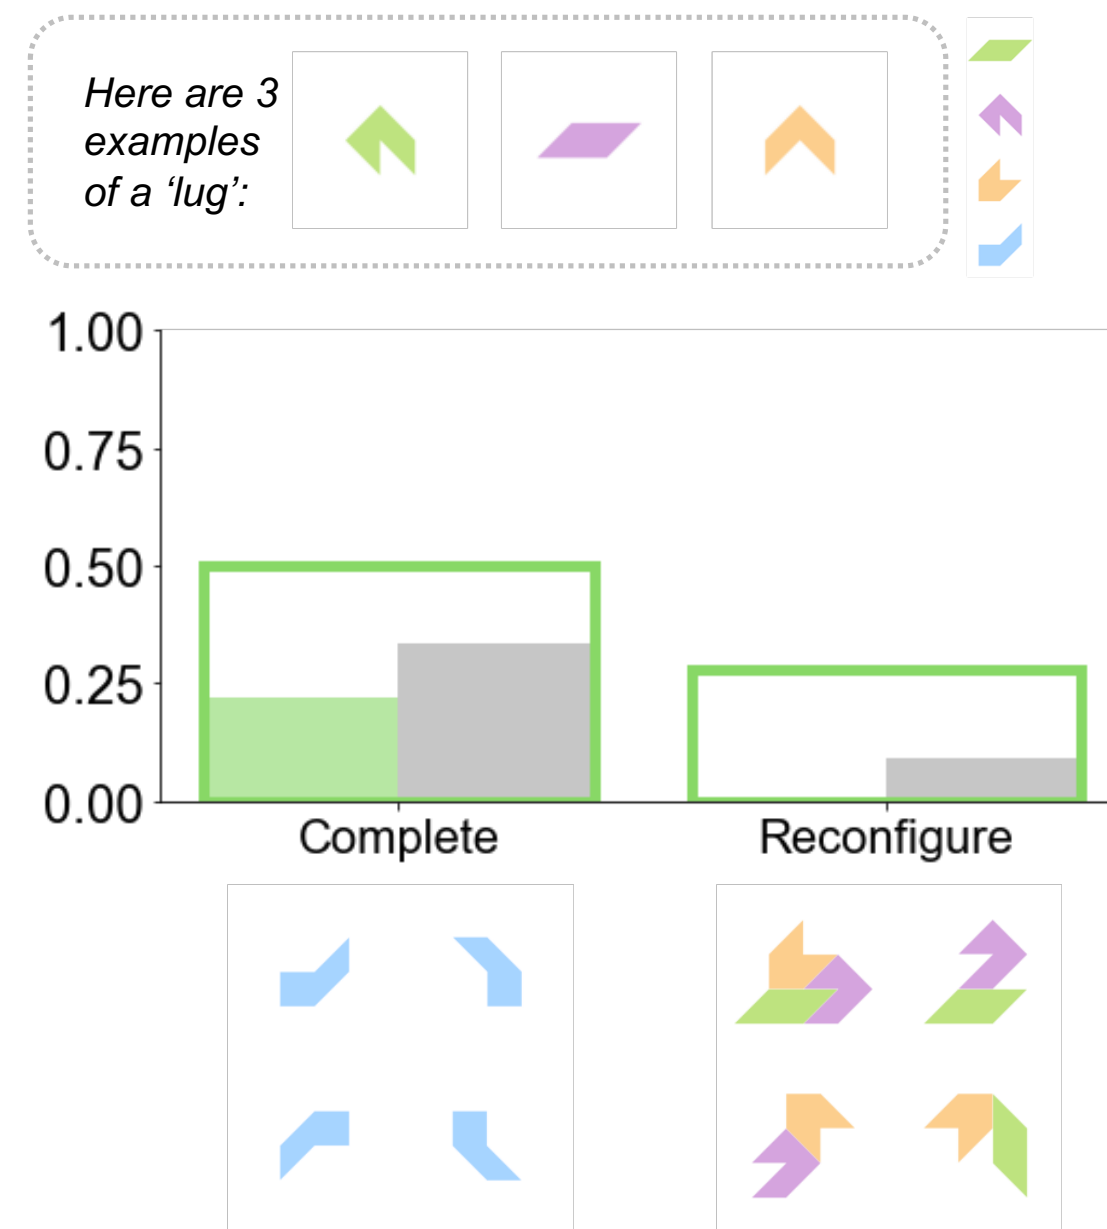 Here are 3
examples
of a ‘lug’:
1.00
0.75
0.50
0.25
0.00
Complete
Reconfigure